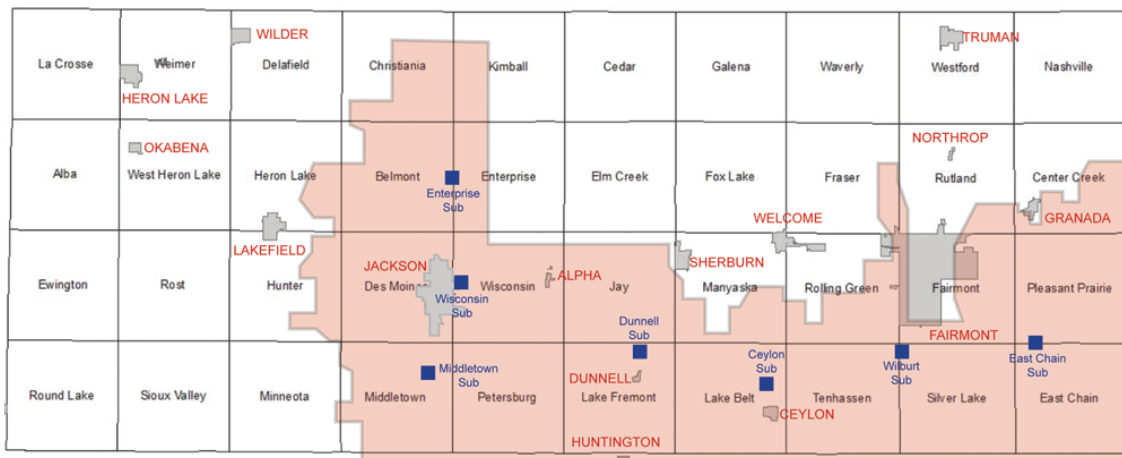 WILDER
TRUMAN
La Crosse
Weimer
Delafield
Christiania
Kimball
Cedar
Galena
Waverly
Westford
Nashville
HERON LAKE
NORTHROP
OKABENA
Alba
West Heron Lake
Heron Lake
Belmont
Enterprise
Elm Creek
Fox Lake
Fraser
Rutland
Center Creek
Enterprise
Sub
WELCOME
GRANADA
LAKEFIELD
JACKSON
ALPHA
SHERBURN
Ewington
Rost
Hunter
Des Moines
Wisconsin
Jay
Manyaska
Rolling Green
Fairmont
Pleasant Prairie
Wisconsin
Sub
Dunnell
Sub
FAIRMONT
Ceylon
Sub
Wilburt
Sub
East Chain
Sub
Middletown
Sub
DUNNELL
Round Lake
Sioux Valley
Minneota
Middletown
Petersburg
Lake Fremont
Lake Belt
Tenhassen
Silver Lake
East Chain
CEYLON
HUNTINGTON